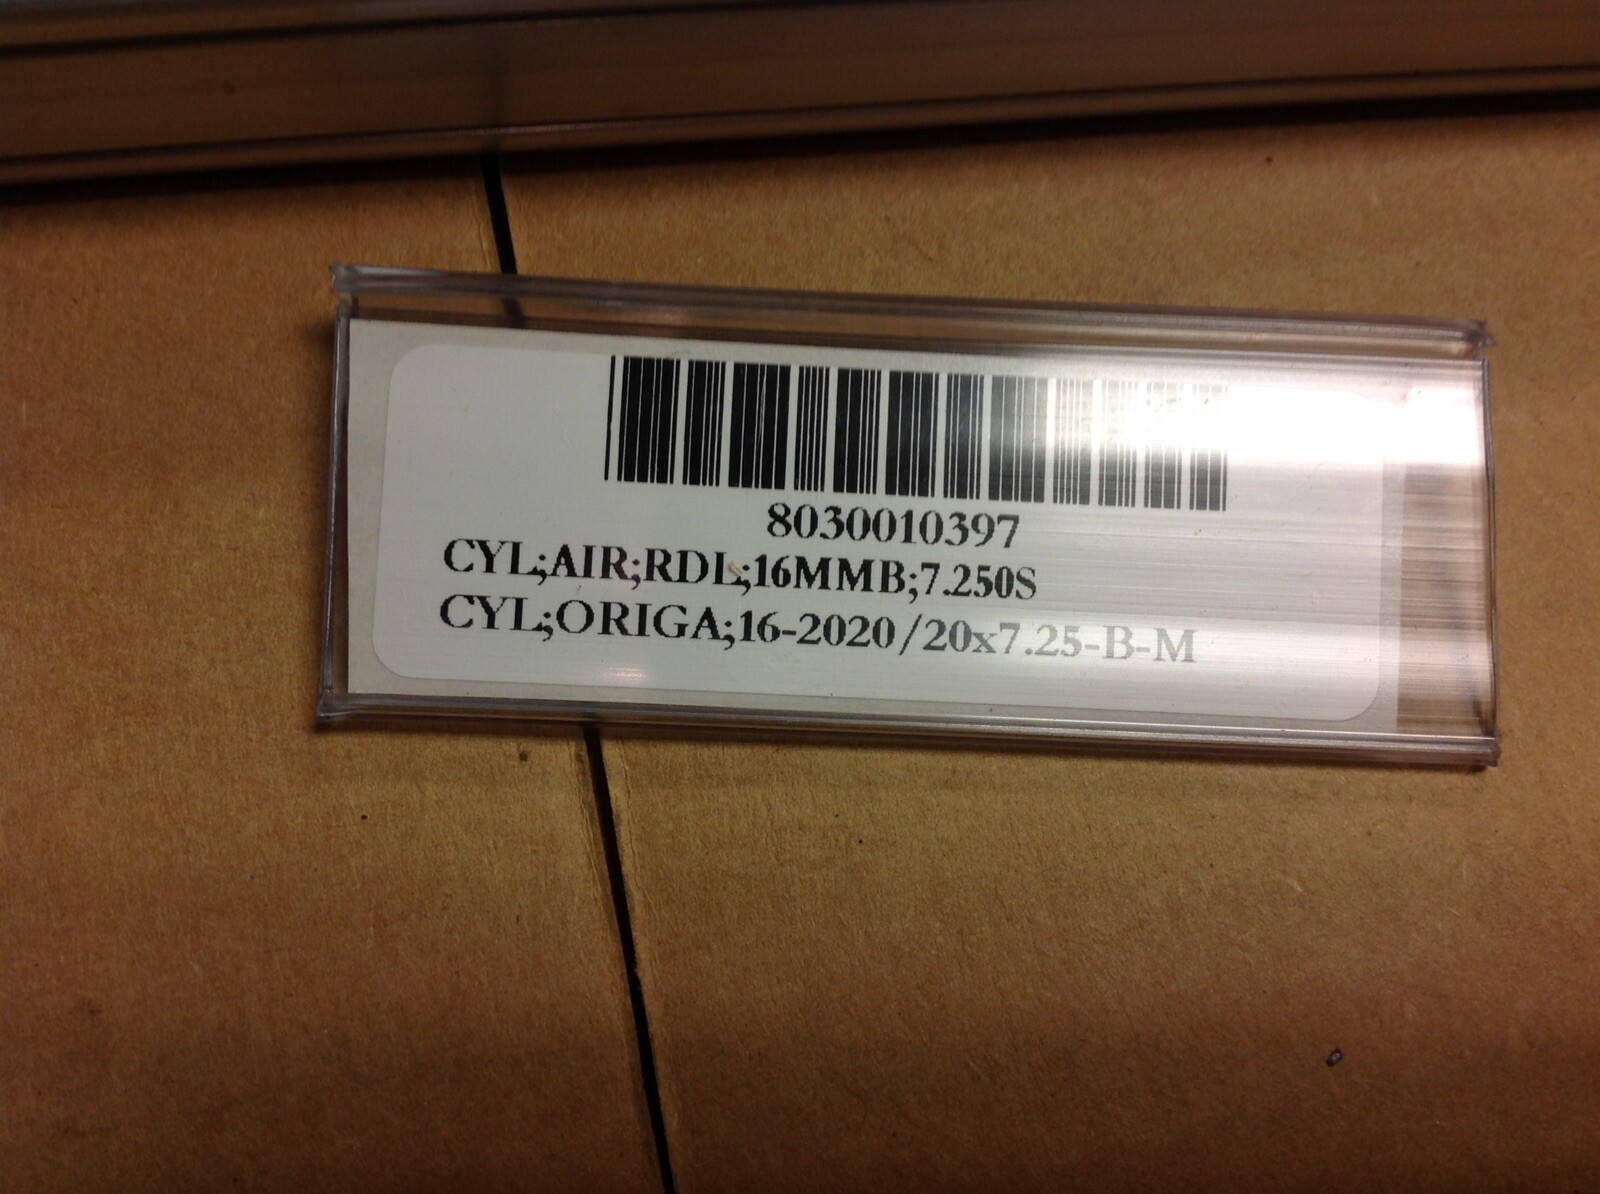 8030010397
CYL;AIR;RDL;16MMB;7.250S
CYL;ORIGA;16-2020/20x7.25-B-M